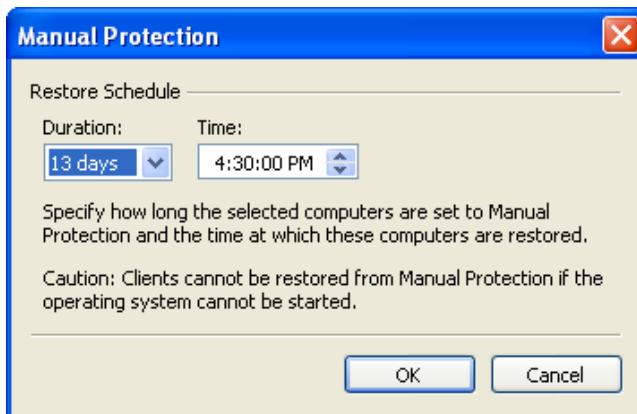 Manual Protection
Restore Schedule
Duration: Time:
13 days 4:30:00 PM
Specify how long the selected computers are set to Manual
Protection and the time at which these computers are restored.
Caution: Clients cannot be restored from Manual Protection if the
operating system cannot be started.
OK Cancel